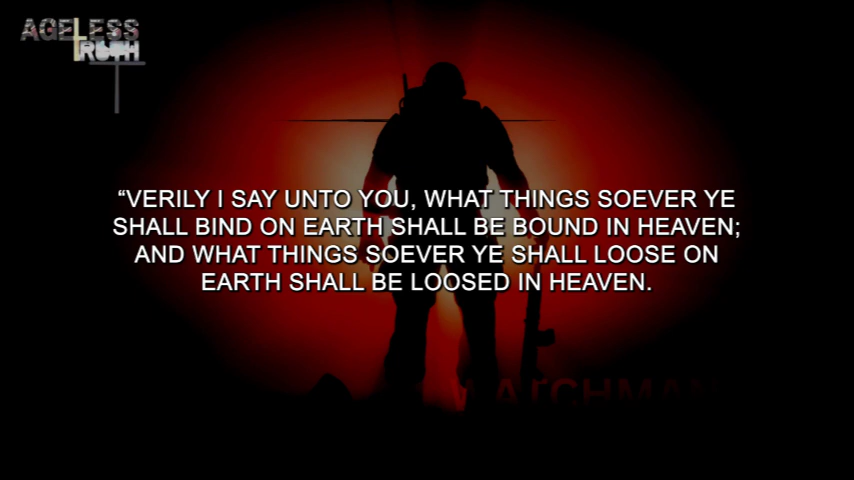 AGELESS
TRUTH
“VERILY I SAY UNTO YOU, WHAT THINGS SOEVER YE
SHALL BIND ON EARTH SHALL BE BOUND IN HEAVEN;
AND WHAT THINGS SOEVER YE SHALL LOOSE ON
EARTH SHALL BE LOOSED IN HEAVEN.
WATCHMAN